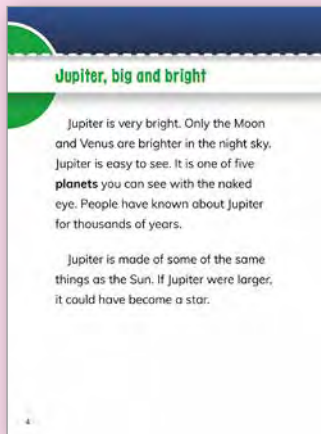 Jupiter, big and bright
Jupiter is very bright. Only the Moon
and Venus are brighter in the night sky.
Jupiter is easy to see. It is one of five
planets you can see with the naked
eye. People have known about Jupiter
for thousands of years.
Jupiter is made of some of the same
things as the Sun. If Jupiter were larger,
it could have become a star.
4